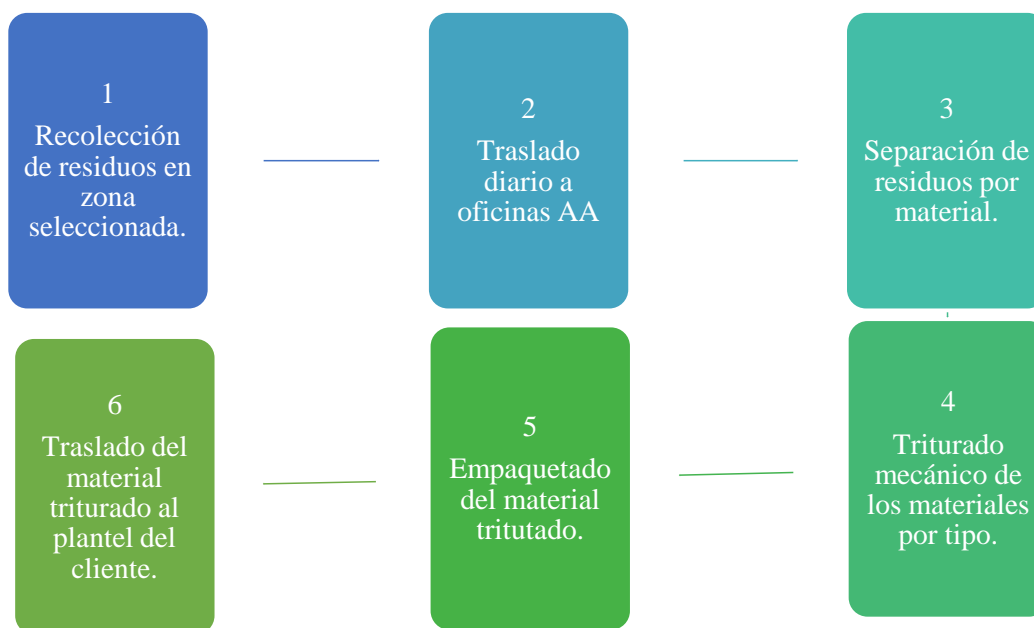 1
Recolección
de residuos en
zona
seleccionada.
2
Traslado
diario a
oficinas AA
3
Separación de
residuos por
material.
4
Triturado
mecánico de
los materiales
por tipo.
5
Empaquetado
del material
tritutado.
6
Traslado del
material
triturado al
plantel del
cliente.